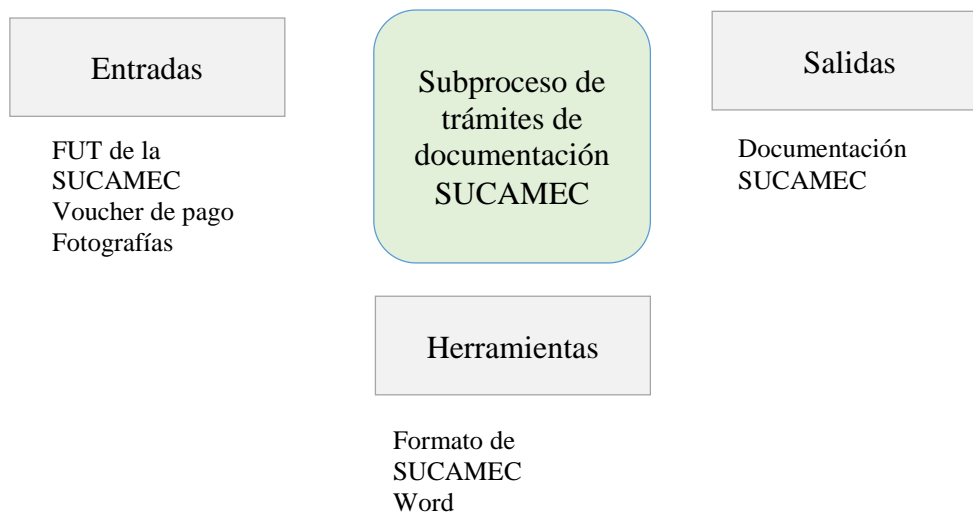 Entradas
FUT de la
SUCAMEC
Voucher de pago
Fotografías
Subproceso de
trámites de
documentación
SUCAMEC
Salidas
Documentación
SUCAMEC
Herramientas
Formato de
SUCAMEC
Word